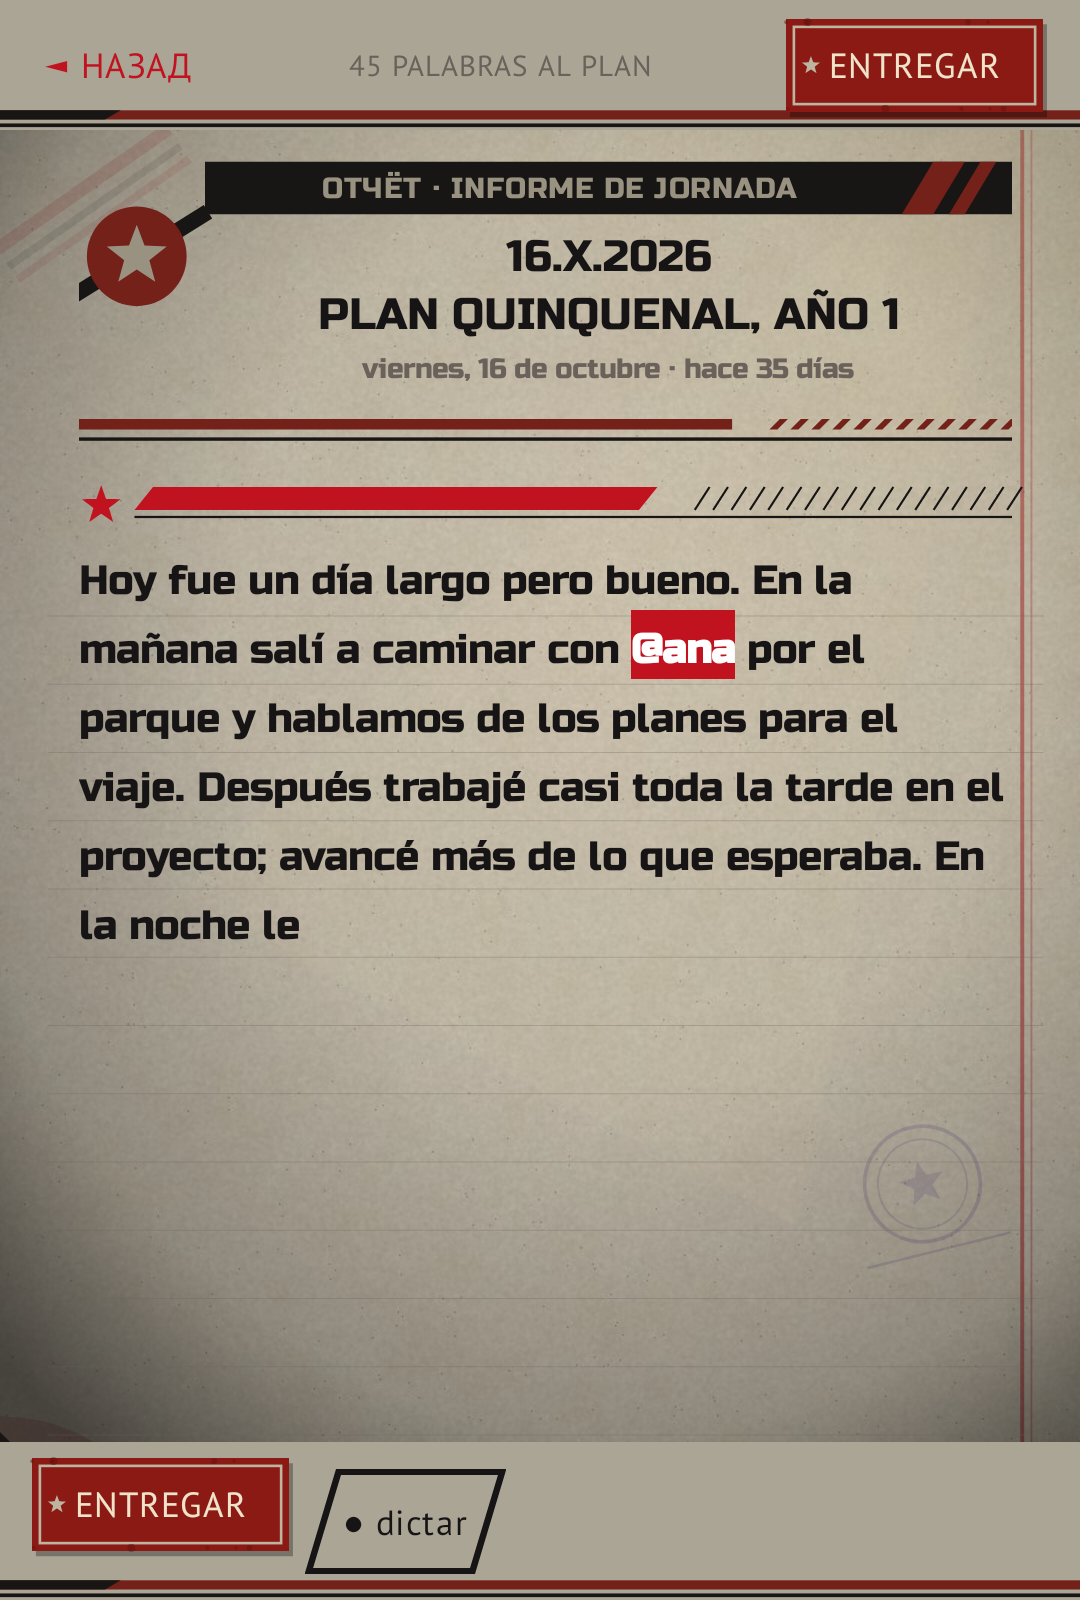 НАЗАД
45 PALABRAS AL PLAN
ENTREGAR
ОТЧЁТ · INFORME DE JORNADA
16.X.2026
PLAN QUINQUENAL, AÑO 1
viernes, 16 de octubre · hace 35 días
Hoy fue un día largo pero bueno. En la
mañana salí a caminar con @ana por el
parque y hablamos de los planes para el
viaje. Después trabajé casi toda la tarde en el
proyecto; avancé más de lo que esperaba. En
la noche le
ENTREGAR
dictar